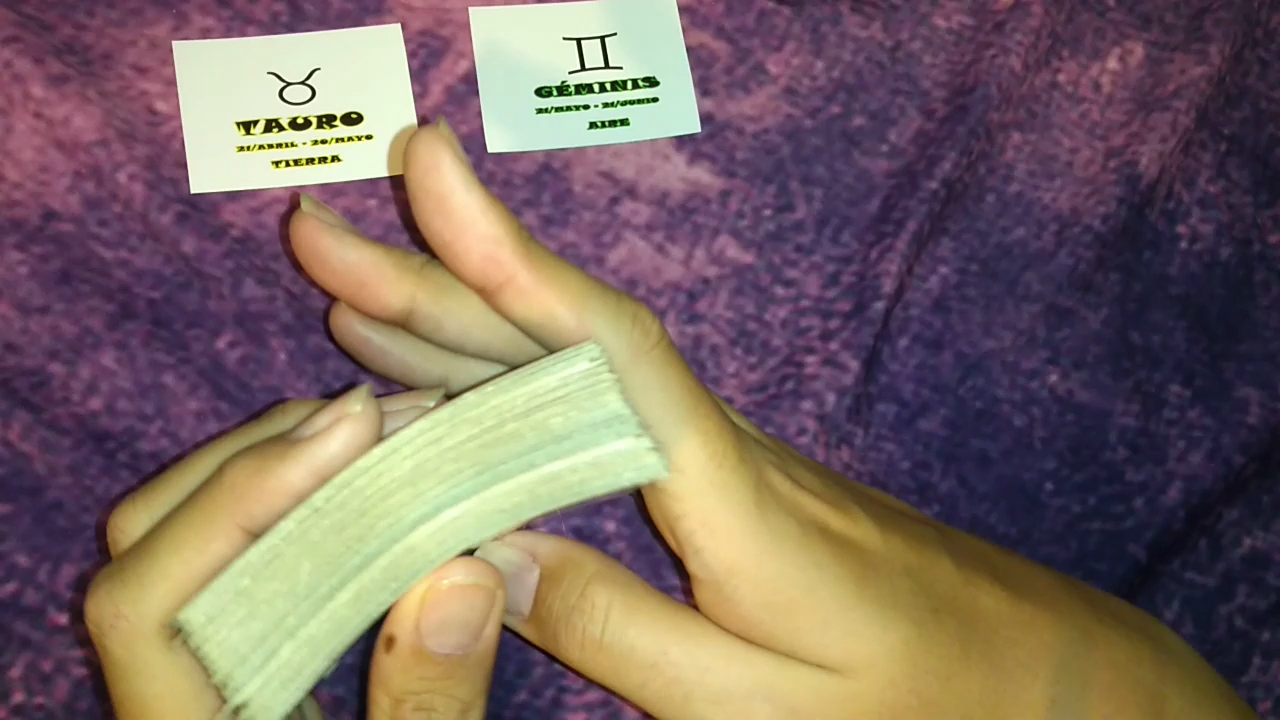 TAURO
21/ABRIL - 20/MAYO
TIERRA
GÉMINIS
21/MAYO - 21/JUNIO
AIRE